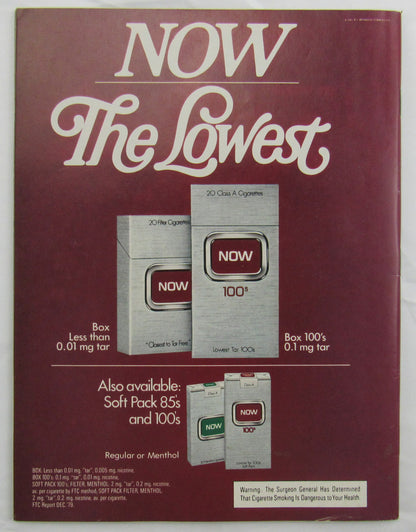 NOW
The Lowest
20 Class A Cigarettes
20 Filter Cigarettes
NOW
100s
NOW
"Closest to Tar Free"
Lowest Tar 100s
Box
Less than
0.01 mg tar
Box 100's
0.1 mg tar
Also available:
Soft Pack 85's
and 100's
NOW
NOW
100s
Regular or Menthol
BOX: Less than 0.01 mg. "tar", 0.005 mg. nicotine,
BOX 100's: 0.1 mg. "tar", 0.01 mg. nicotine,
SOFT PACK 100's, FILTER, MENTHOL: 2 mg. "tar", 0.2 mg. nicotine,
av. per cigarette by FTC method, SOFT PACK FILTER, MENTHOL:
2 mg. "tar", 0.2 mg. nicotine, av. per cigarette,
FTC Report DEC. '79.
Warning: The Surgeon General Has Determined
That Cigarette Smoking Is Dangerous to Your Health.